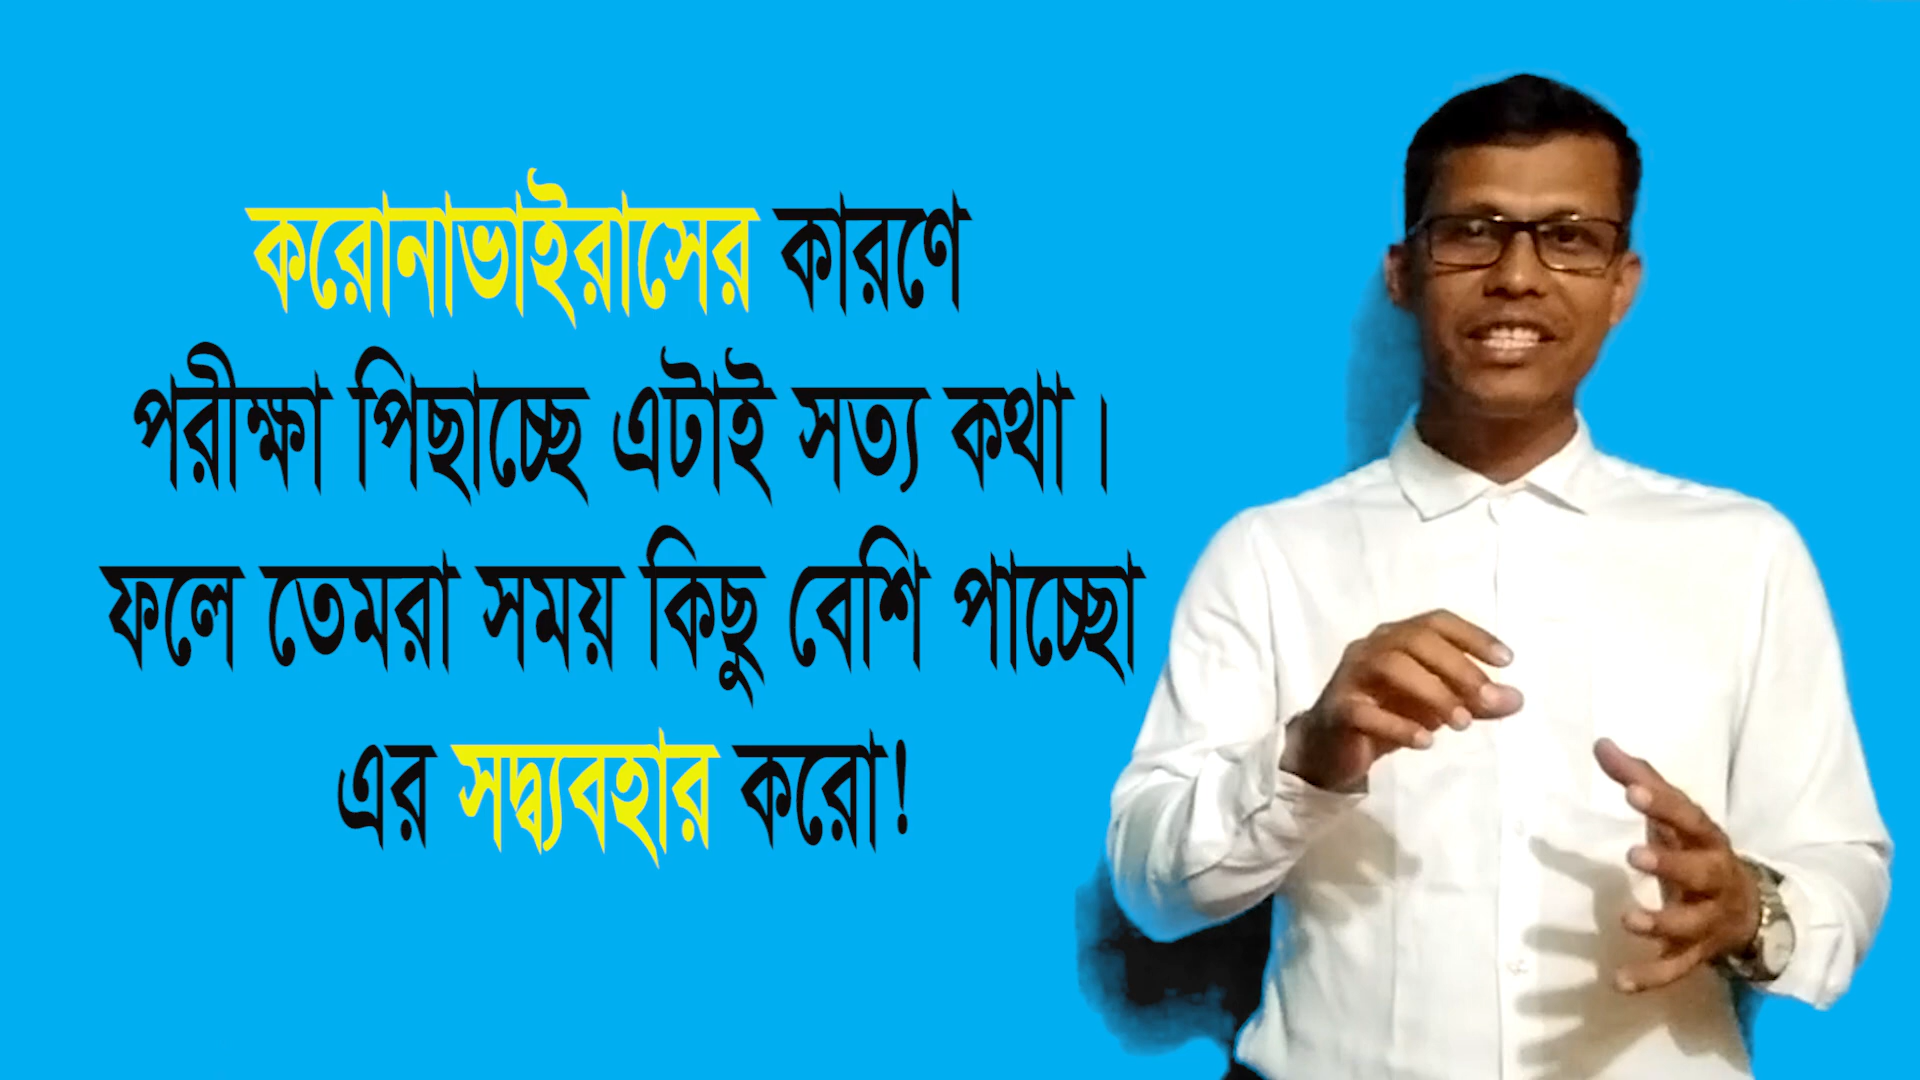 করোনাভাইরাসের কারণে
পরীক্ষা পিছাচ্ছে এটাই সত্য কথা।
ফলে তেমরা সময় কিছু বেশি পাচ্ছো
এর সদ্ব্যবহার করো!